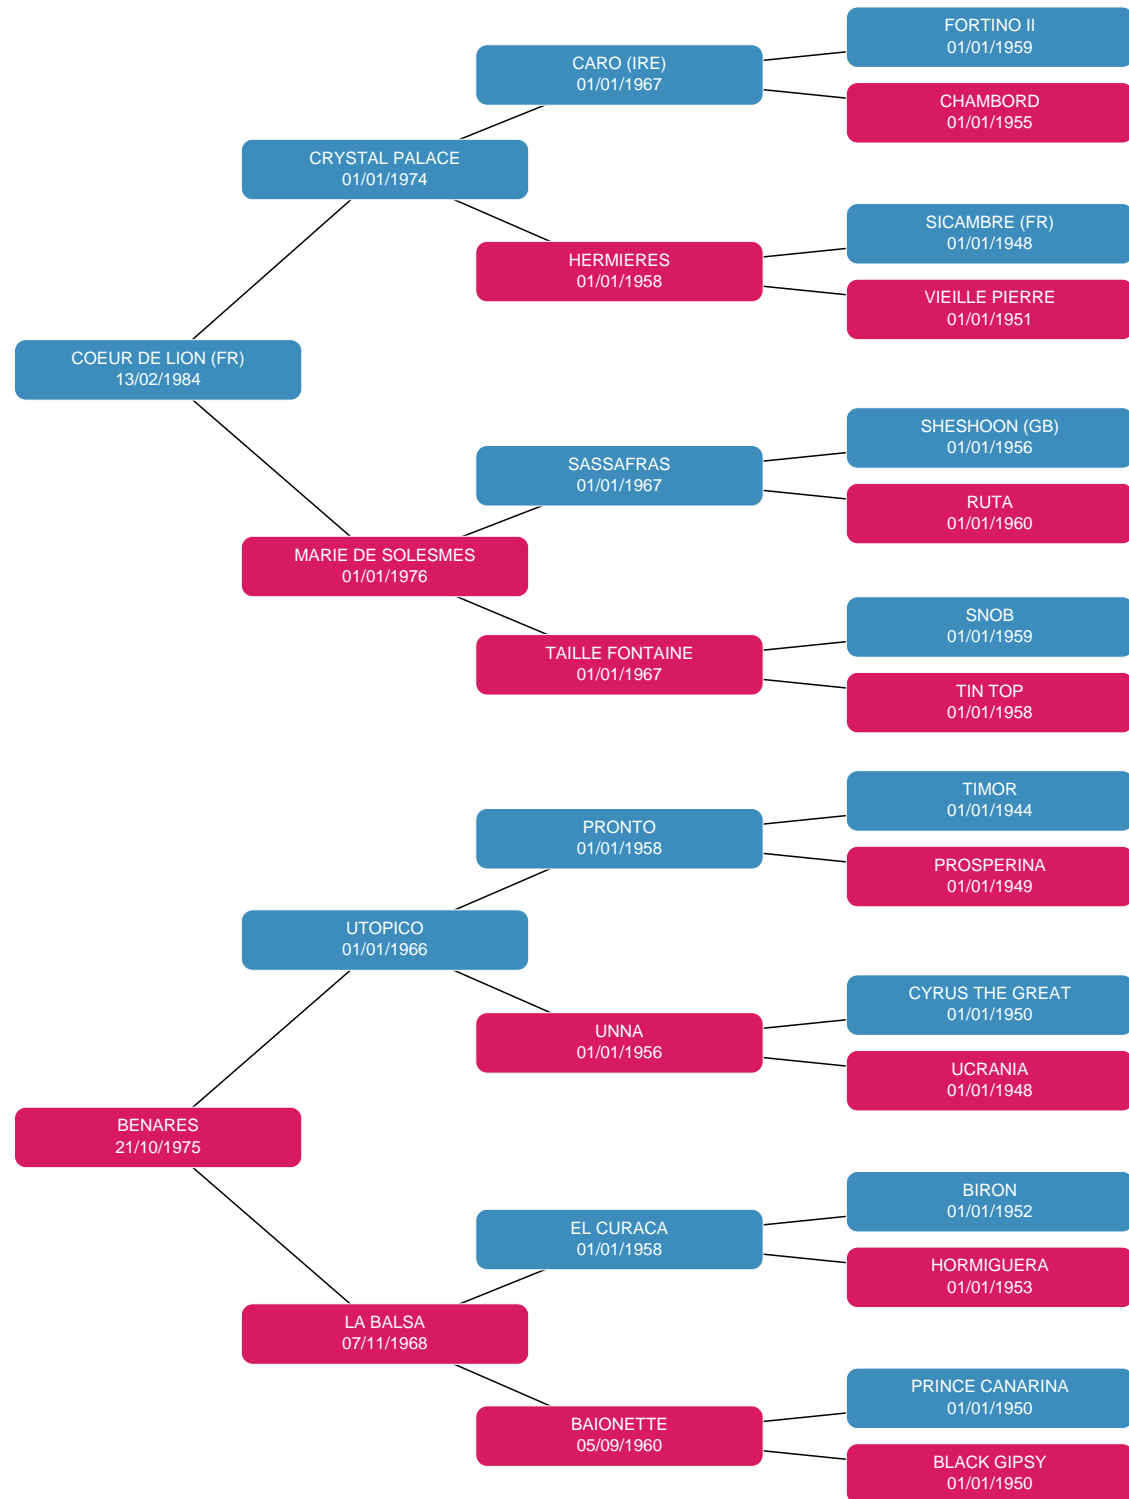 FORTINO II
01/01/1959
CARO (IRE)
01/01/1967
CHAMBORD
01/01/1955
CRYSTAL PALACE
01/01/1974
SICAMBRE (FR)
01/01/1948
HERMIERES
01/01/1958
VIEILLE PIERRE
01/01/1951
COEUR DE LION (FR)
13/02/1984
SHESHOON (GB)
01/01/1956
SASSAFRAS
01/01/1967
RUTA
01/01/1960
MARIE DE SOLESMES
01/01/1976
SNOB
01/01/1959
TAILLE FONTAINE
01/01/1967
TIN TOP
01/01/1958
TIMOR
01/01/1944
PRONTO
01/01/1958
PROSPERINA
01/01/1949
UTOPICO
01/01/1966
CYRUS THE GREAT
01/01/1950
UNNA
01/01/1956
UCRANIA
01/01/1948
BENARES
21/10/1975
BIRON
01/01/1952
EL CURACA
01/01/1958
HORMIGUERA
01/01/1953
LA BALSA
07/11/1968
PRINCE CANARINA
01/01/1950
BAIONETTE
05/09/1960
BLACK GIPSY
01/01/1950